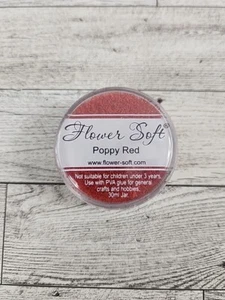 Flower Soft®
Poppy Red
www.flower-soft.com
Not suitable for children under 3 years.
Use with PVA glue for general
crafts and hobbies.
30ml Jar